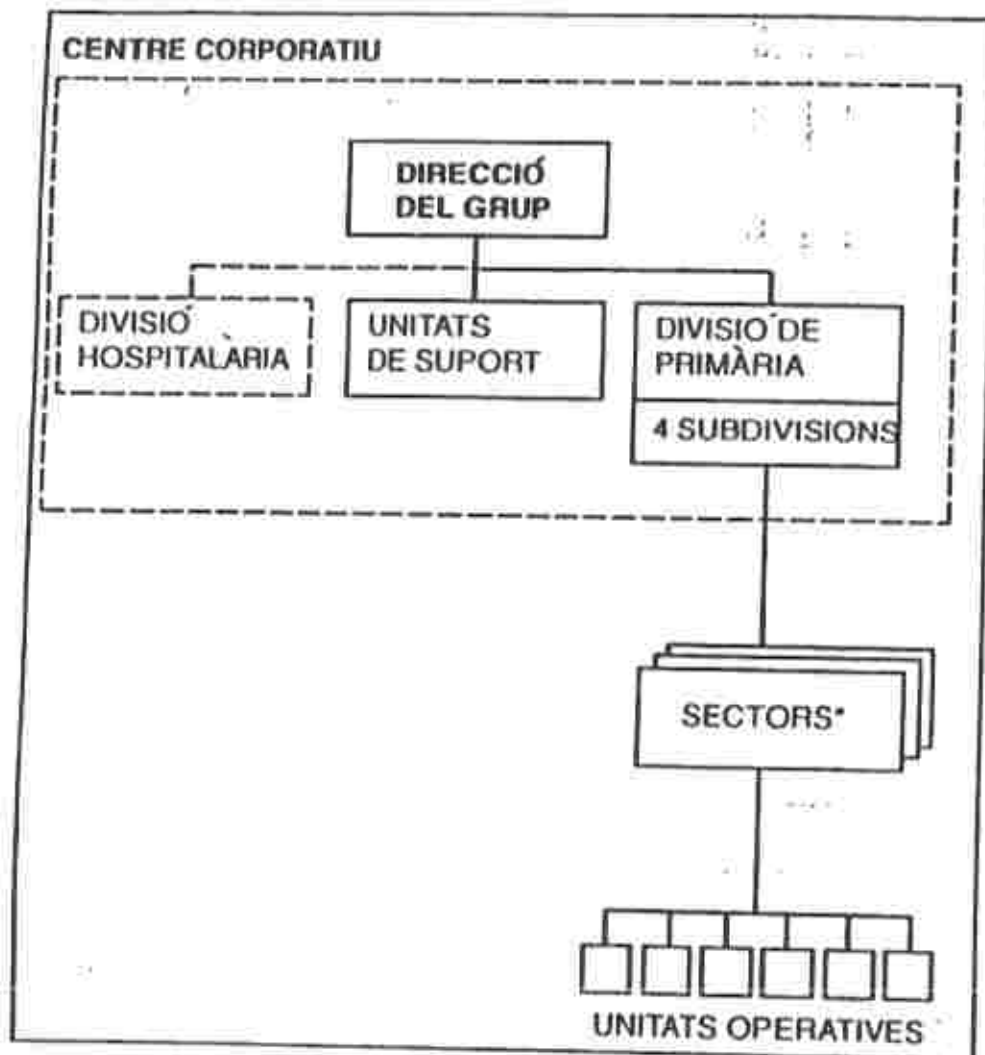 CENTRE CORPORATIU
DIRECCIÓ
DEL GRUP
DIVISIÓ
HOSPITALÀRIA
UNITATS
DE SUPORT
DIVISIÓ DE
PRIMÀRIA
4 SUBDIVISIONS
SECTORS*
UNITATS OPERATIVES